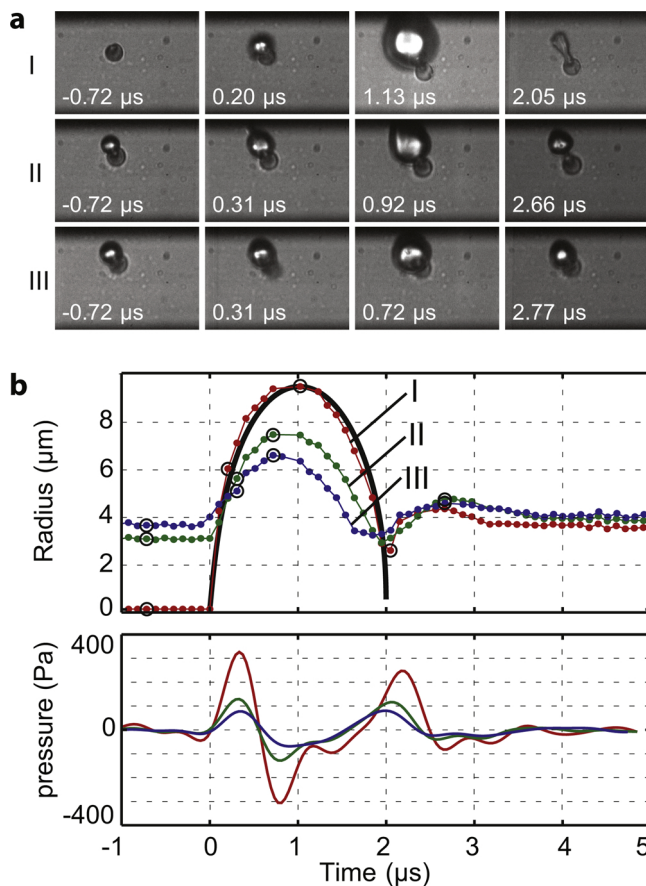 a
I
-0.72 µs
0.20 µs
1.13 µs
2.05 µs
II
-0.72 µs
0.31 µs
0.92 µs
2.66 µs
III
-0.72 µs
0.31 µs
0.72 µs
2.77 µs
b
I
II
III
8
6
4
2
0
Radius (µm)
400
0
-400
pressure (Pa)
-1
0
1
2
3
4
5
Time (µs)